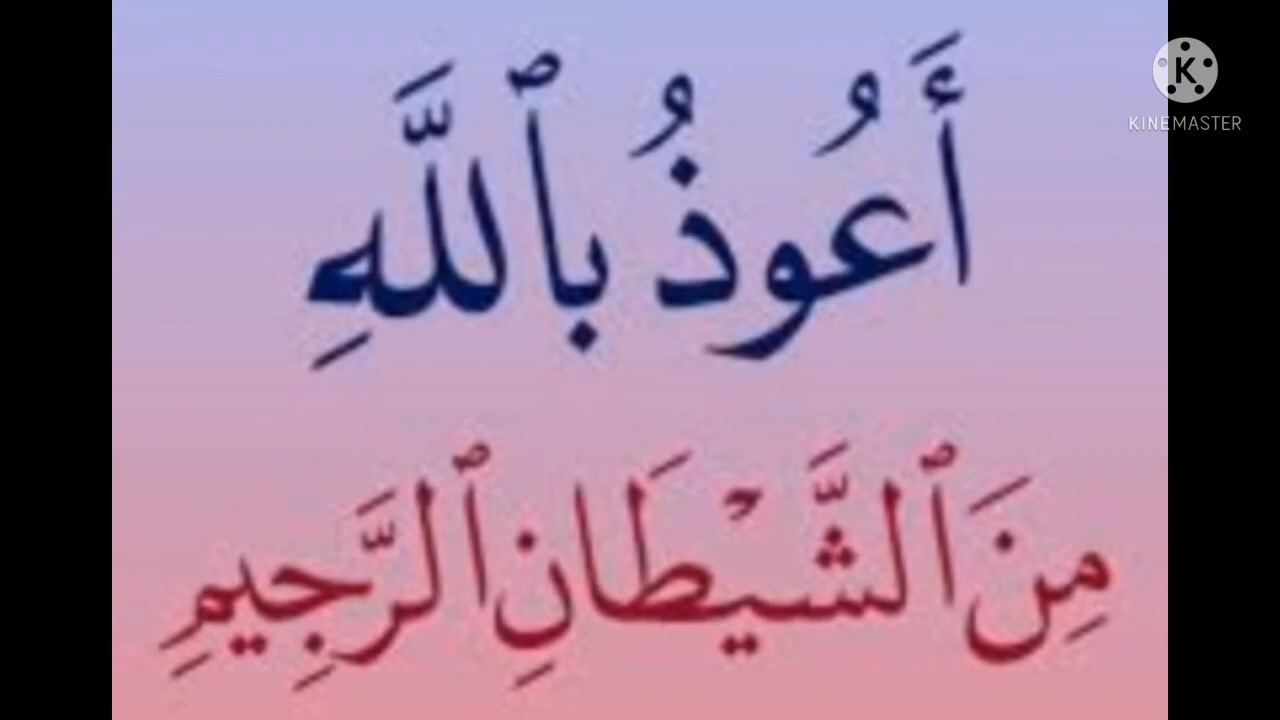 أَعُوذُ بِٱللَّهِ
مِنَ ٱلشَّيْطَانِ ٱلرَّجِيمِ
K
KINEMASTER